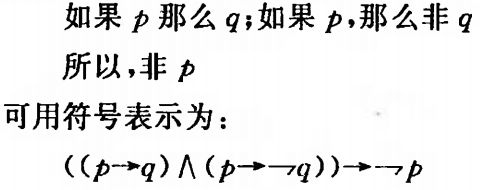 如果 p 那么 q;如果 p,那么非 q
所以,非 p
可用符号表示为:
((p→q)∧(p→¬q))→¬p